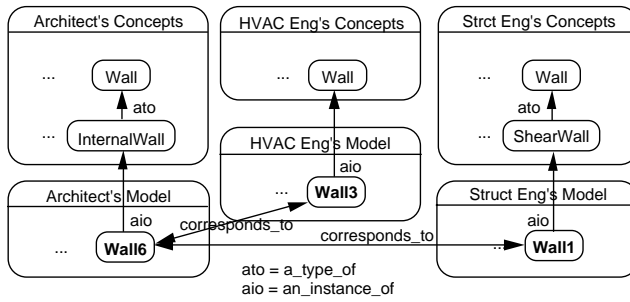 Architect's Concepts
HVAC Eng's Concepts
Strct Eng's Concepts
... Wall
... Wall
... Wall
ato
ato
... InternalWall
HVAC Eng's Model
... ShearWall
aio
Architect's Model
... Wall3
Struct Eng's Model
aio
corresponds_to
aio
... Wall6
corresponds_to
... Wall1
ato = a_type_of
aio = an_instance_of